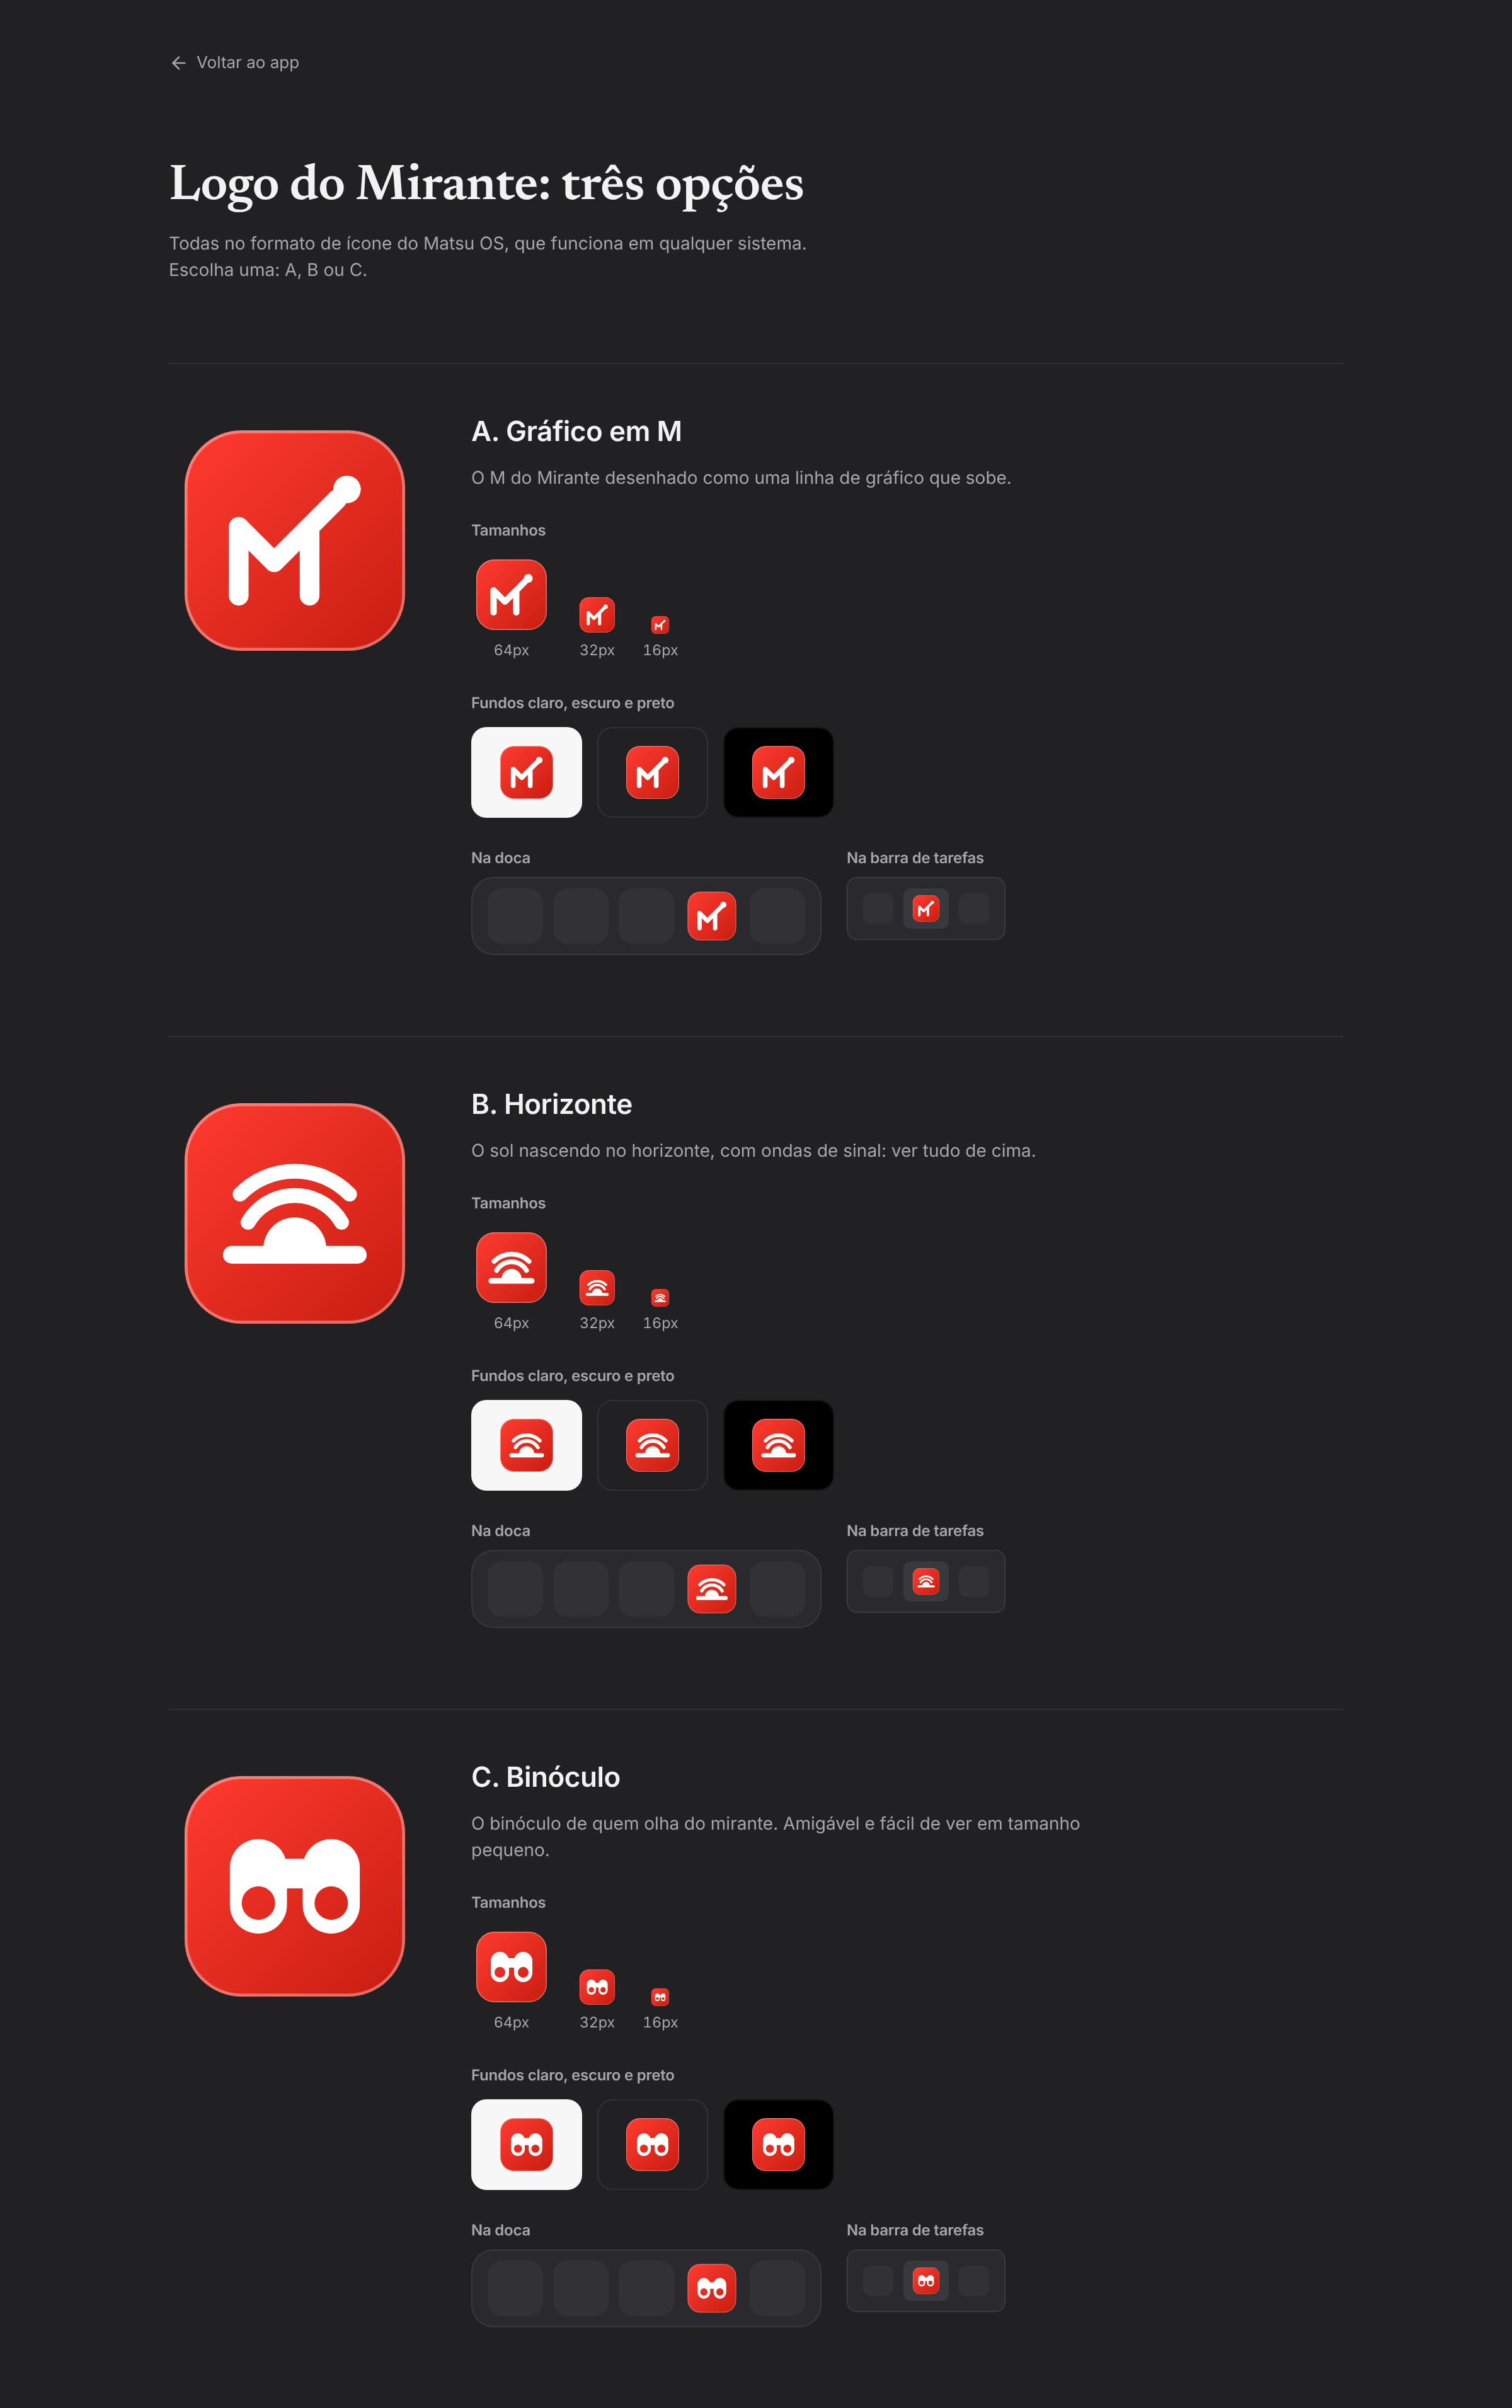 Voltar ao app
Logo do Mirante: três opções
Todas no formato de ícone do Matsu OS, que funciona em qualquer sistema.
Escolha uma: A, B ou C.
A. Gráfico em M
O M do Mirante desenhado como uma linha de gráfico que sobe.
Tamanhos
64px
32px
16px
Fundos claro, escuro e preto
Na doca
Na barra de tarefas
B. Horizonte
O sol nascendo no horizonte, com ondas de sinal: ver tudo de cima.
Tamanhos
64px
32px
16px
Fundos claro, escuro e preto
Na doca
Na barra de tarefas
C. Binóculo
O binóculo de quem olha do mirante. Amigável e fácil de ver em tamanho
pequeno.
Tamanhos
64px
32px
16px
Fundos claro, escuro e preto
Na doca
Na barra de tarefas